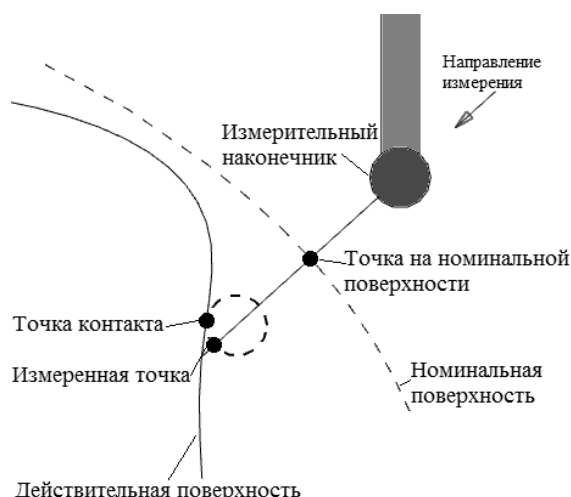 Направление
измерения
Измерительный
наконечник
Точка на номинальной
поверхности
Точка контакта
Измеренная точка
Номинальная
поверхность
Действительная поверхность